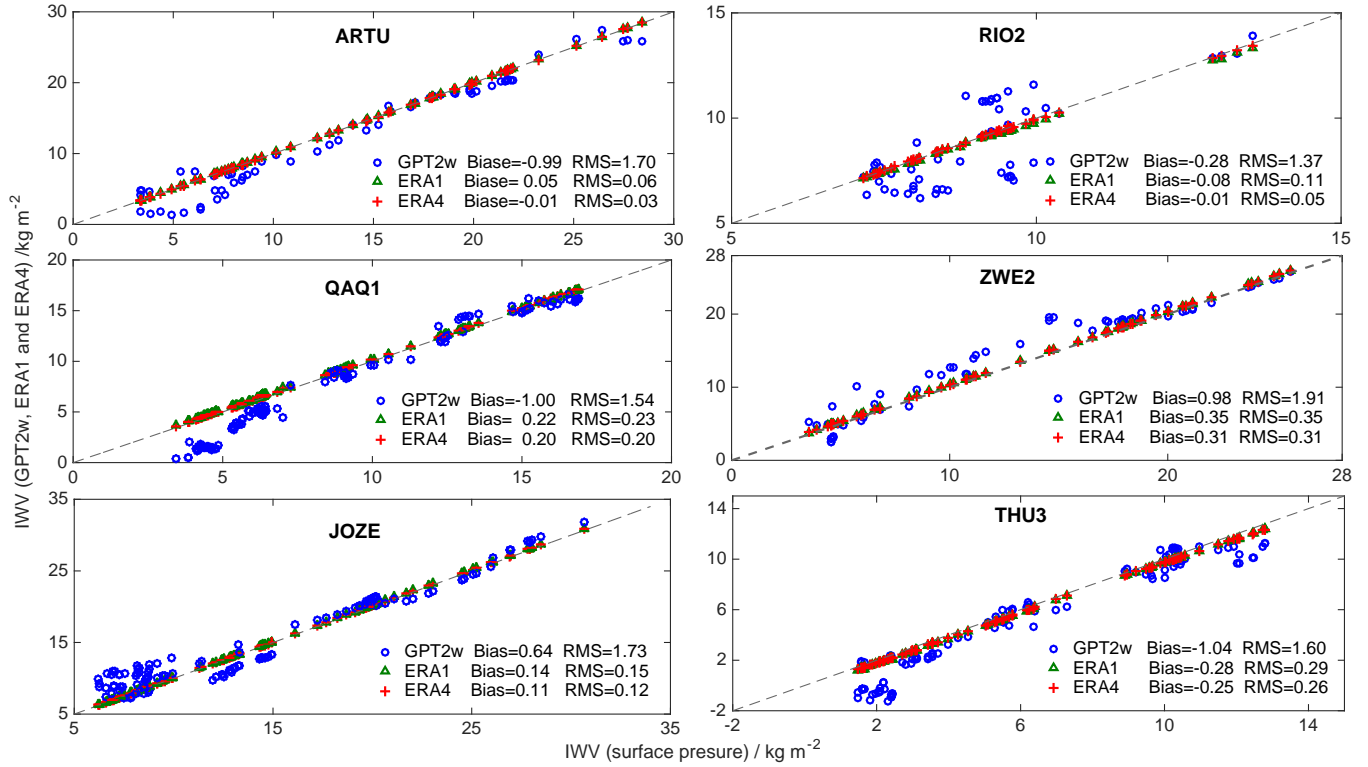 ARTU
30
20
10
0
GPT2w Biase=-0.99 RMS=1.70
ERA1 Biase= 0.05 RMS=0.06
ERA4 Biase=-0.01 RMS=0.03
0 5 10 15 20 25 30
RIO2
15
10
5
GPT2w Bias=-0.28 RMS=1.37
ERA1 Bias=-0.08 RMS=0.11
ERA4 Bias=-0.01 RMS=0.05
5 10 15
IWV (GPT2w, ERA1 and ERA4) /kgm-2
QAQ1
20
15
10
5
0
GPT2w Bias=-1.00 RMS=1.54
ERA1 Bias= 0.22 RMS=0.23
ERA4 Bias= 0.20 RMS=0.20
0 5 10 15 20
ZWE2
28
20
10
0
GPT2w Bias=0.98 RMS=1.91
ERA1 Bias=0.35 RMS=0.35
ERA4 Bias=0.31 RMS=0.31
0 10 20 28
JOZE
35
25
15
5
GPT2w Bias=0.64 RMS=1.73
ERA1 Bias=0.14 RMS=0.15
ERA4 Bias=0.11 RMS=0.12
5 15 25 35
THU3
14
10
6
2
-2
GPT2w Bias=-1.04 RMS=1.60
ERA1 Bias=-0.28 RMS=0.29
ERA4 Bias=-0.25 RMS=0.26
-2 2 6 10 14
IWV (surface presure) / kg m-2